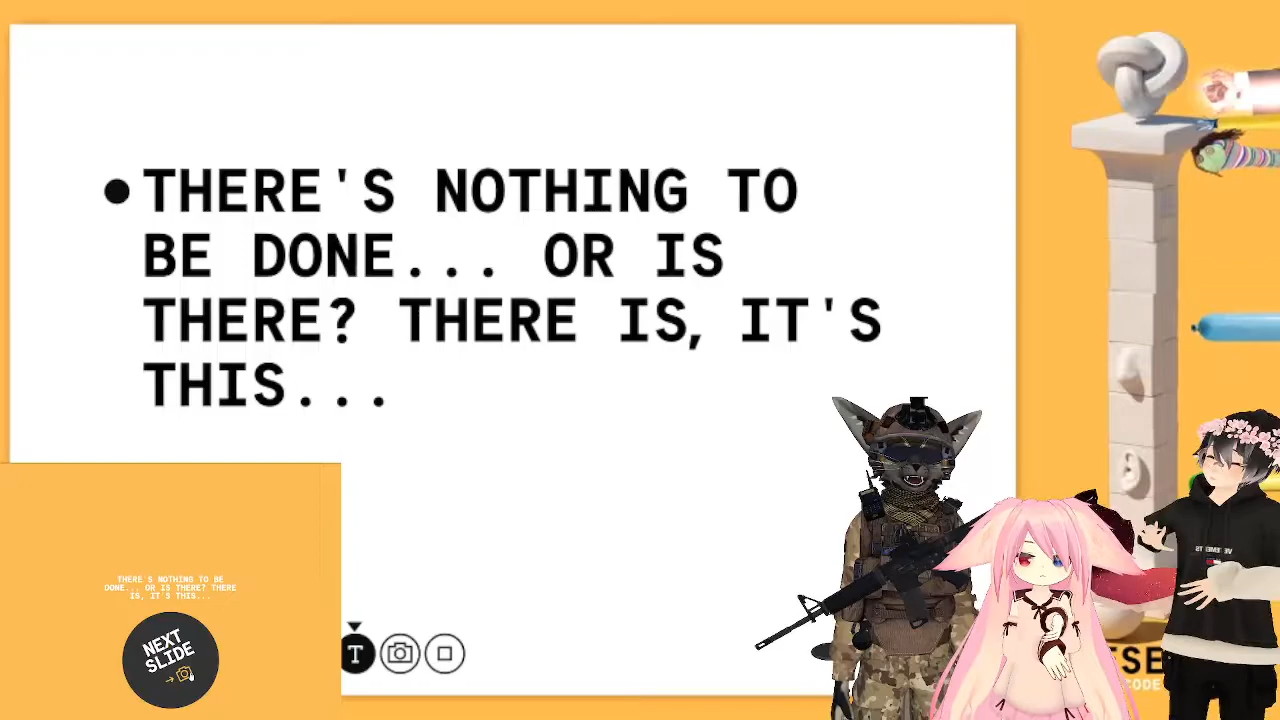 • THERE'S NOTHING TO
BE DONE... OR IS
THERE? THERE IS, IT'S
THIS...
THERE'S NOTHING TO BE
DONE... OR IS THERE? THERE
IS, IT'S THIS...
NEXT
SLIDE
T